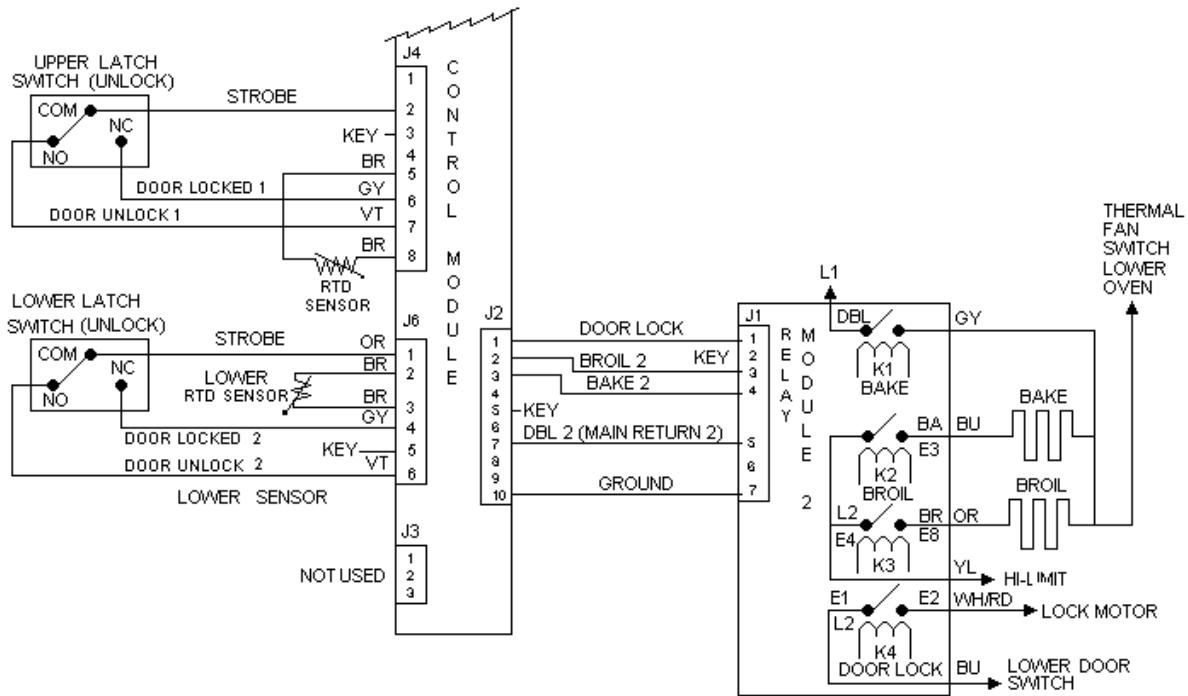 UPPER LATCH
SWITCH (UNLOCK)
COM
NC
NO
STROBE
KEY
BR
GY
VT
BR
DOOR LOCKED 1
DOOR UNLOCK 1
RTD
SENSOR
J4
1
2
3
4
5
6
7
8
CONTROL MODULE
LOWER LATCH
SWITCH (UNLOCK)
COM
NC
NO
STROBE
OR
BR
LOWER
RTD SENSOR
BR
GY
DOOR LOCKED 2
KEY
VT
DOOR UNLOCK 2
LOWER SENSOR
J6
1
2
3
4
5
6
J3
NOT USED
1
2
3
J2
1
2
3
4
5
6
7
8
9
10
DOOR LOCK
BROIL 2
KEY
BAKE 2
KEY
DBL 2 (MAIN RETURN 2)
GROUND
J1
1
2
3
4
5
6
7
RELAY MODULE 2
L1
DBL
GY
K1
BAKE
BA
BU
E3
K2
BROIL
L2
BR
OR
E4
E8
K3
YL
HI-LIMIT
E1
E2
WH/RD
LOCK MOTOR
L2
K4
DOOR LOCK
BU
LOWER DOOR
SWITCH
BAKE
BROIL
THERMAL
FAN
SWITCH
LOWER
OVEN